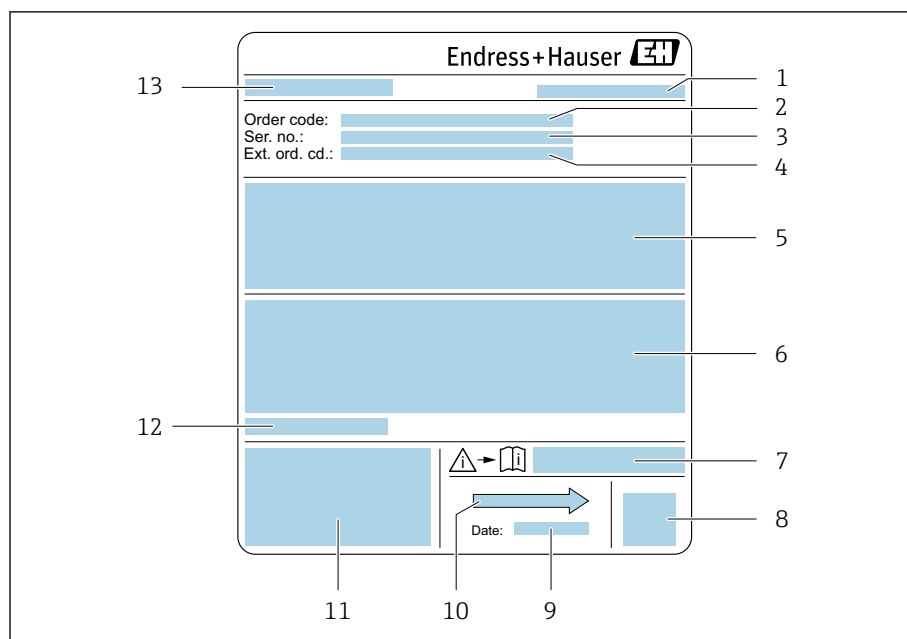 Endress+Hauser EH
13
1
Order code:
2
Ser. no.:
3
Ext. ord. cd.:
4
5
6
12
i i
7
8
Date:
11
10
9